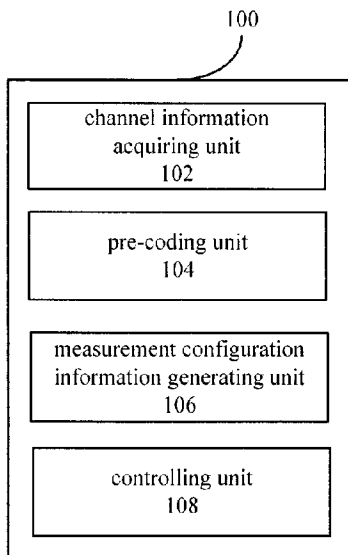 100
channel information
acquiring unit
102
pre-coding unit
104
measurement configuration
information generating unit
106
controlling unit
108